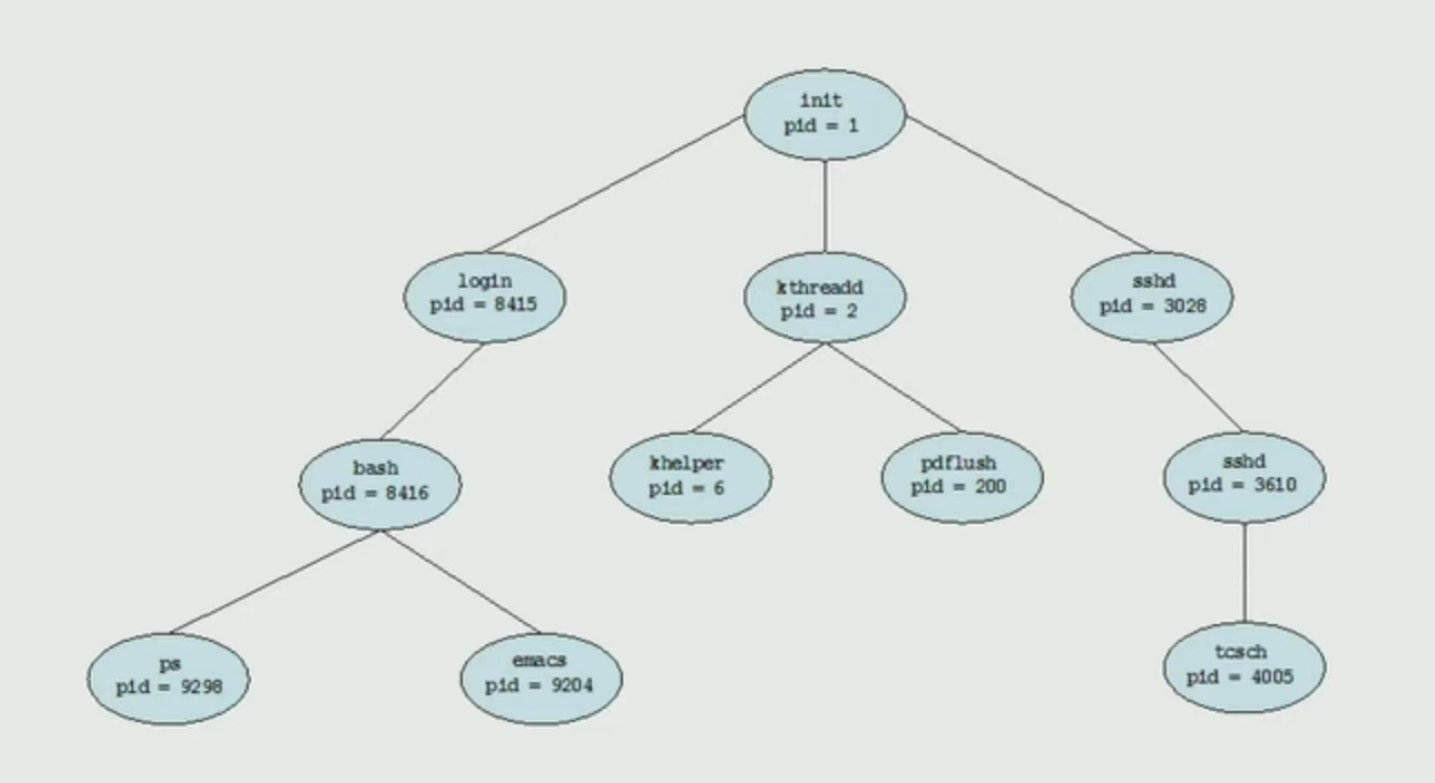 init
pid = 1
login
pid = 8415
kthreadd
pid = 2
sshd
pid = 3028
bash
pid = 8416
khelper
pid = 6
pdflush
pid = 200
sshd
pid = 3610
ps
pid = 9298
emacs
pid = 9204
tcsch
pid = 4005